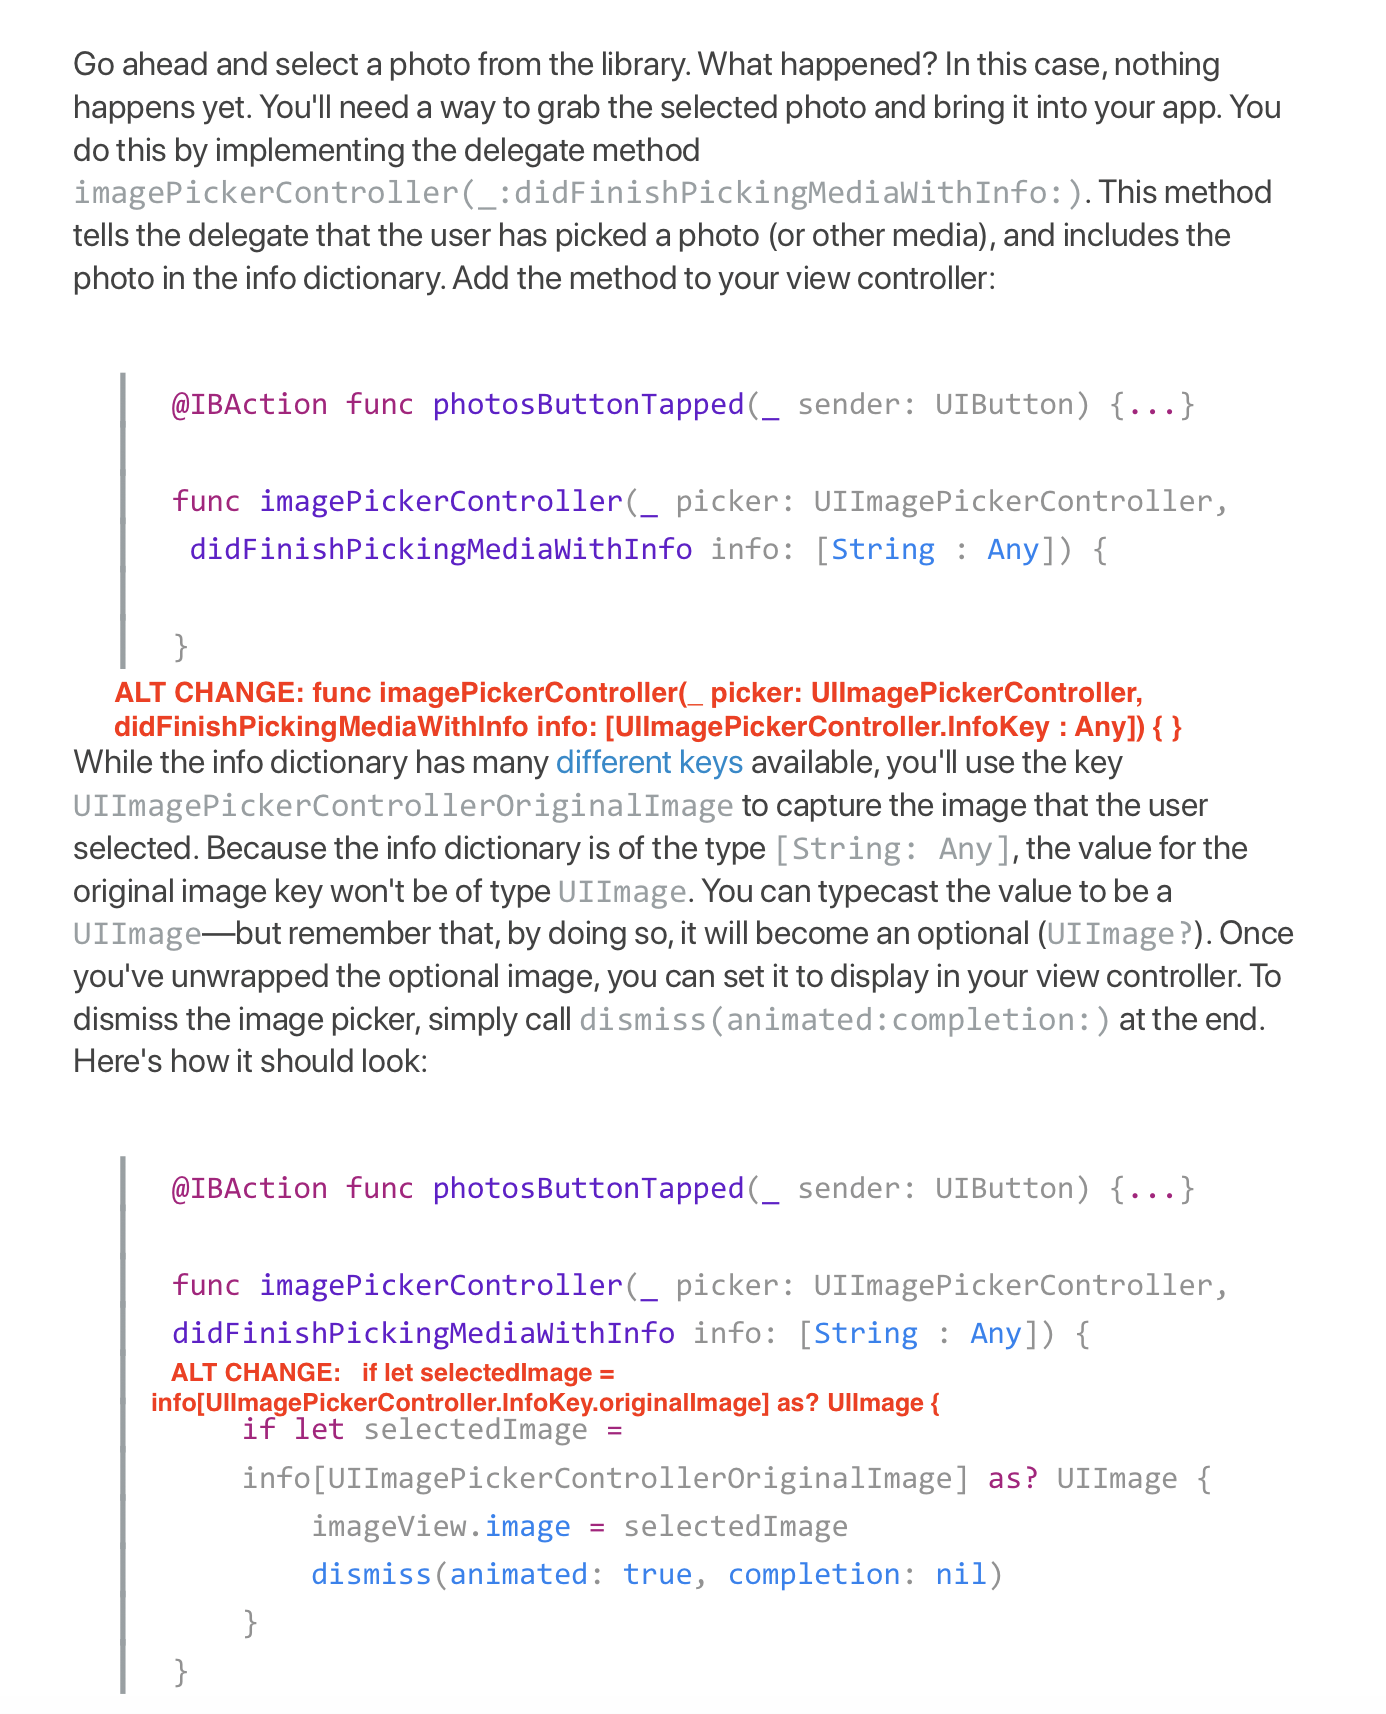 Go ahead and select a photo from the library. What happened? In this case, nothing
happens yet. You'll need a way to grab the selected photo and bring it into your app. You
do this by implementing the delegate method
imagePickerController(_:didFinishPickingMediaWithInfo:). This method
tells the delegate that the user has picked a photo (or other media), and includes the
photo in the info dictionary. Add the method to your view controller:
@IBAction func photosButtonTapped(_ sender: UIButton) {...}
func imagePickerController(_ picker: UIImagePickerController,
didFinishPickingMediaWithInfo info: [String : Any]) {
}
ALT CHANGE: func imagePickerController(_ picker: UIImagePickerController,
didFinishPickingMediaWithInfo info: [UIImagePickerController.InfoKey : Any]) { }
While the info dictionary has many different keys available, you'll use the key
UIImagePickerControllerOriginalImage to capture the image that the user
selected. Because the info dictionary is of the type [String: Any], the value for the
original image key won't be of type UIImage. You can typecast the value to be a
UIImage—but remember that, by doing so, it will become an optional (UIImage?). Once
you've unwrapped the optional image, you can set it to display in your view controller. To
dismiss the image picker, simply call dismiss(animated:completion:) at the end.
Here's how it should look:
@IBAction func photosButtonTapped(_ sender: UIButton) {...}
func imagePickerController(_ picker: UIImagePickerController,
didFinishPickingMediaWithInfo info: [String : Any]) {
ALT CHANGE: if let selectedImage =
info[UIImagePickerController.InfoKey.originalImage] as? UIImage {
if let selectedImage =
info[UIImagePickerControllerOriginalImage] as? UIImage {
imageView.image = selectedImage
dismiss(animated: true, completion: nil)
}
}